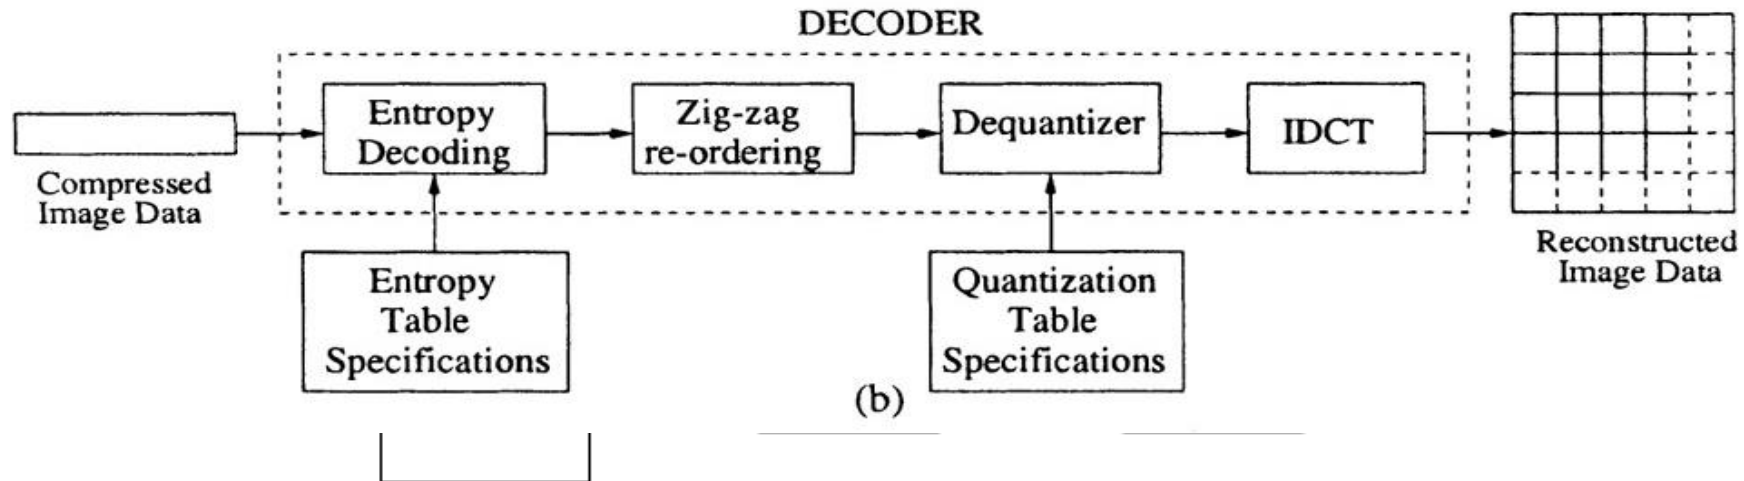 DECODER
Compressed
Image Data
Entropy
Decoding
Zig-zag
re-ordering
Dequantizer
IDCT
Reconstructed
Image Data
Entropy
Table
Specifications
Quantization
Table
Specifications
(b)